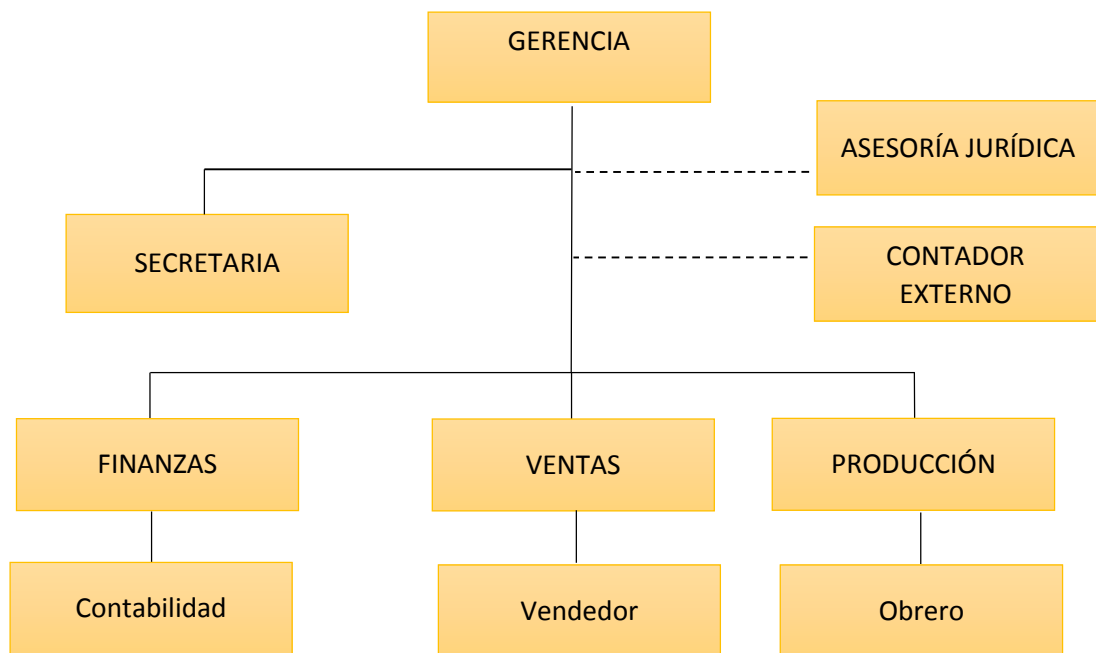 GERENCIA
ASESORÍA JURÍDICA
SECRETARIA
CONTADOR
EXTERNO
FINANZAS
VENTAS
PRODUCCIÓN
Contabilidad
Vendedor
Obrero